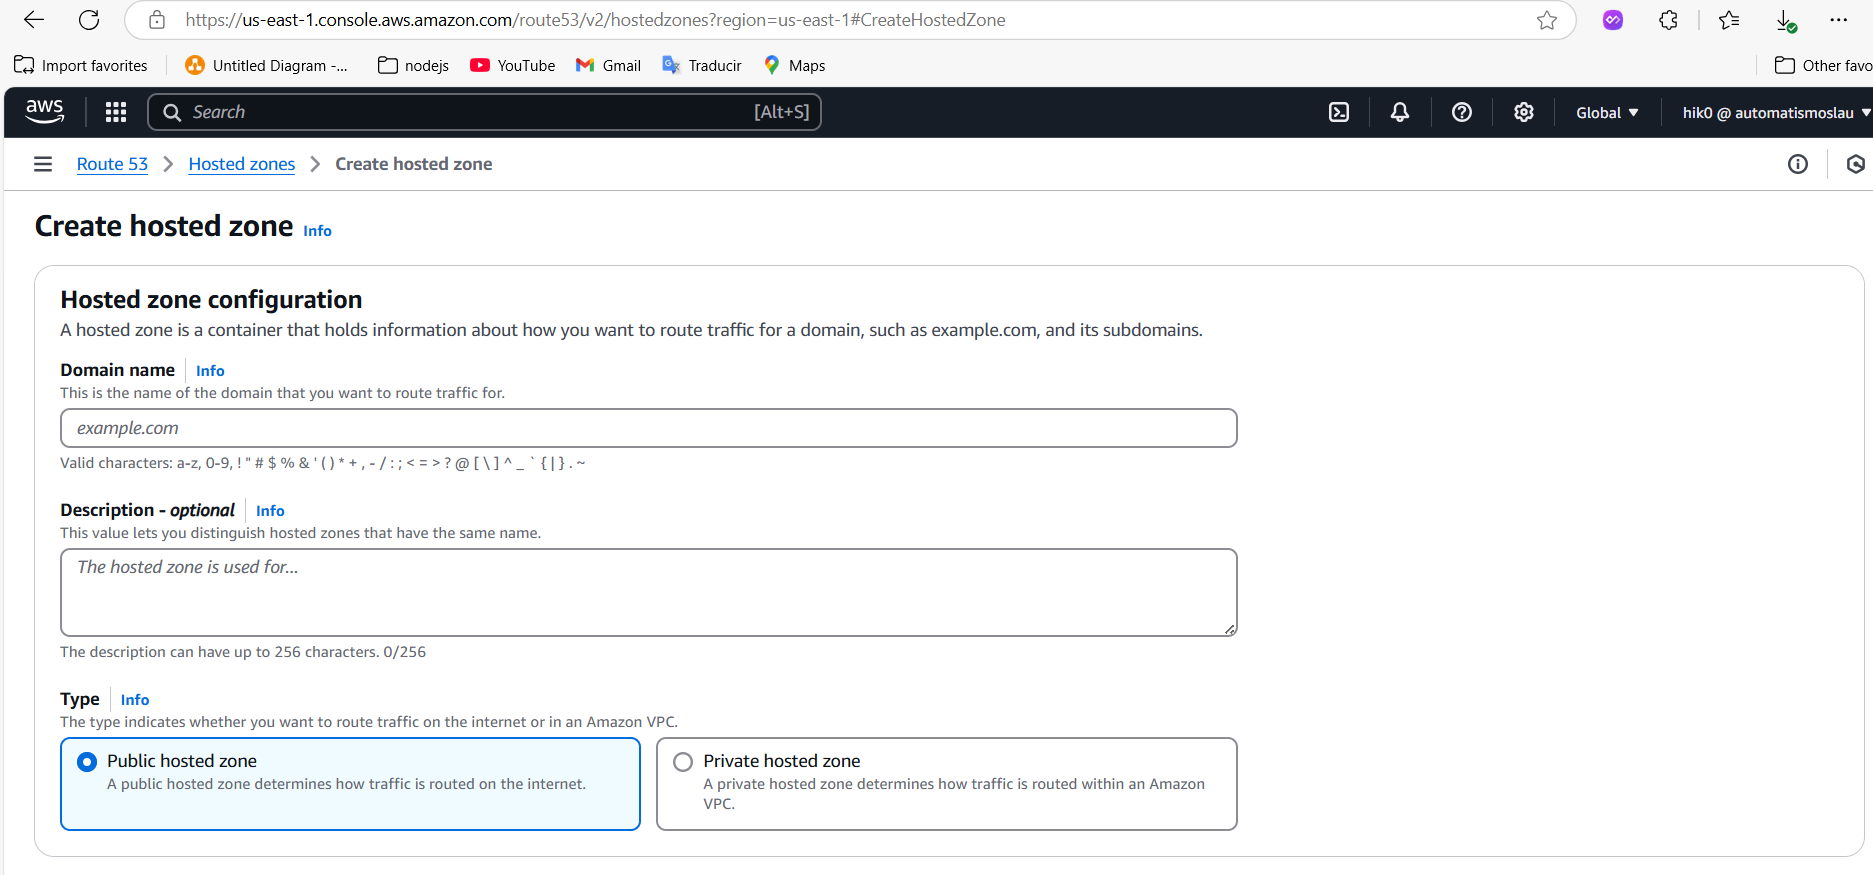 https://us-east-1.console.aws.amazon.com/route53/v2/hostedzones?region=us-east-1#CreateHostedZone
Import favorites Untitled Diagram -... nodejs YouTube Gmail Traducir Maps Other favo
aws Search [Alt+S] Global hik0 @ automatismoslau
Route 53 Hosted zones Create hosted zone
Create hosted zone Info
Hosted zone configuration
A hosted zone is a container that holds information about how you want to route traffic for a domain, such as example.com, and its subdomains.
Domain name Info
This is the name of the domain that you want to route traffic for.
example.com
Valid characters: a-z, 0-9, ! " # $ % & ' ( ) * + , - / : ; < = > ? @ [ \ ] ^ _ ` { | } . ~
Description - optional Info
This value lets you distinguish hosted zones that have the same name.
The hosted zone is used for...
The description can have up to 256 characters. 0/256
Type Info
The type indicates whether you want to route traffic on the internet or in an Amazon VPC.
Public hosted zone
A public hosted zone determines how traffic is routed on the internet.
Private hosted zone
A private hosted zone determines how traffic is routed within an Amazon
VPC.